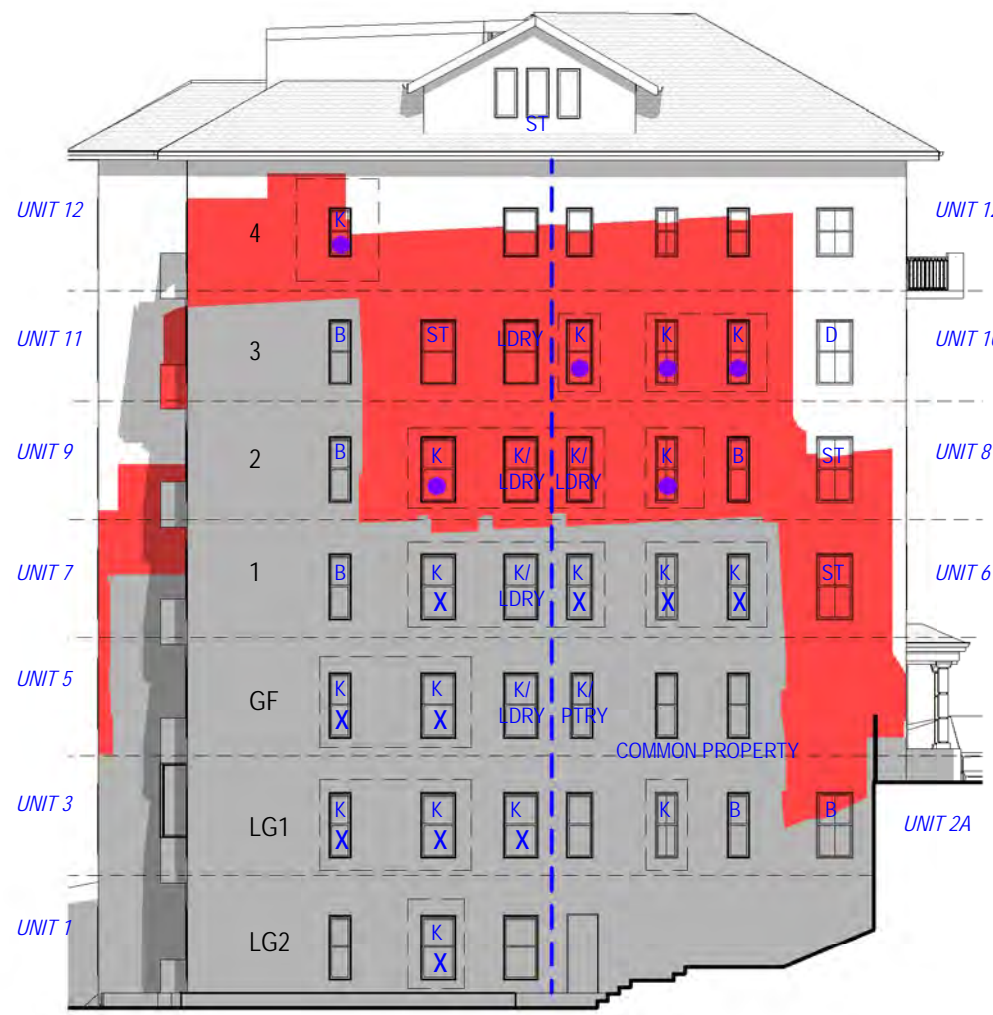 ST
UNIT 12
4
K
UNIT 12
UNIT 11
3
B
ST
LDRY
K
K
K
D
UNIT 10
UNIT 9
2
B
K
K/
LDRY
K/
LDRY
K
B
ST
UNIT 8
UNIT 7
1
B
K
X
K/
LDRY
K
X
K
X
K
X
ST
UNIT 6
UNIT 5
GF
K
X
K
X
K/
LDRY
K/
PTRY
COMMON PROPERTY
UNIT 3
LG1
K
X
K
X
K
X
K
B
B
UNIT 2A
UNIT 1
LG2
K
X